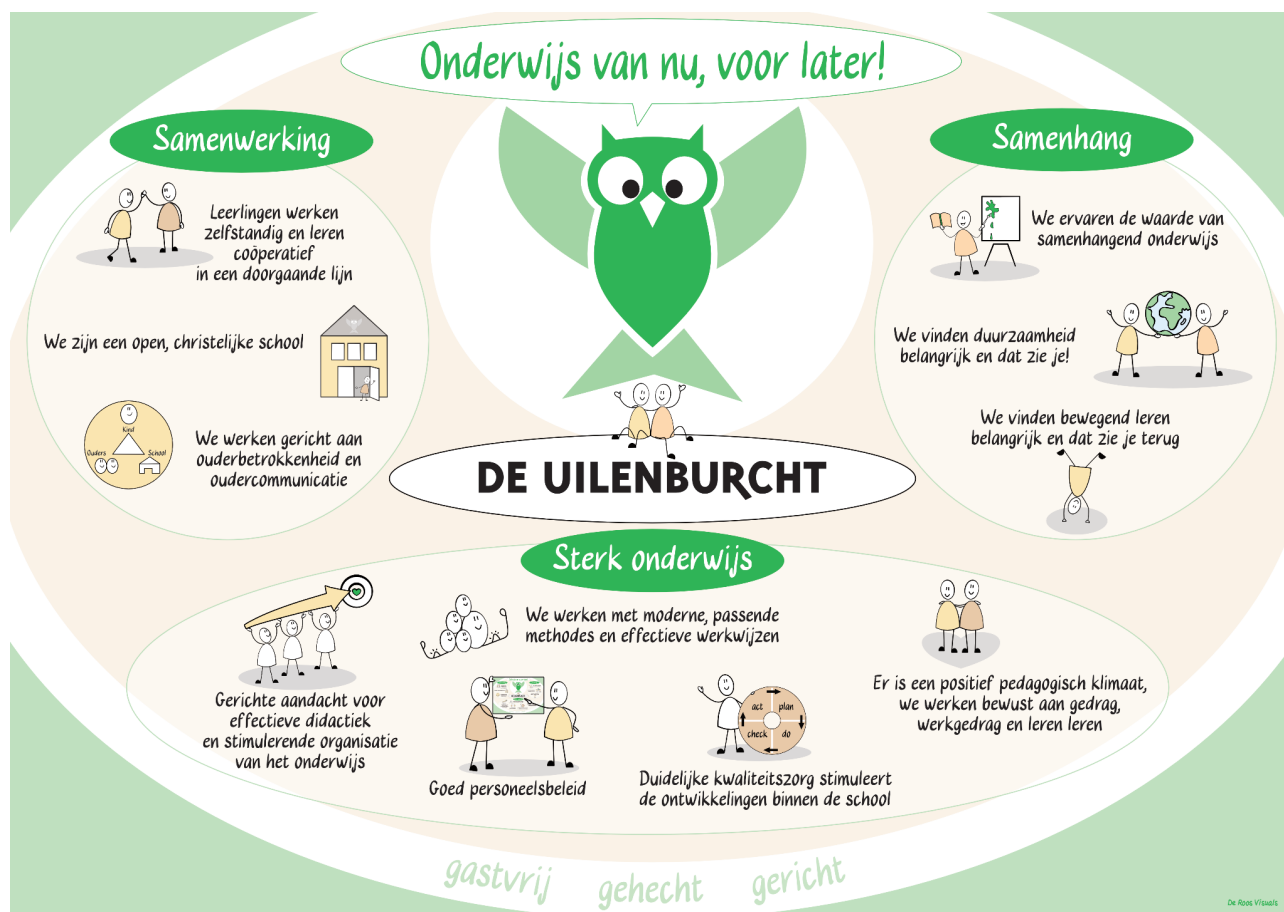 Onderwijs van nu, voor later!
Samenwerking
Leerlingen werken
zelfstandig en leren
coöperatief
in een doorgaande lijn
We zijn een open, christelijke school
Kind
Ouders
School
We werken gericht aan
ouderbetrokkenheid en
oudercommunicatie
Samenhang
We ervaren de waarde van
samenhangend onderwijs
We vinden duurzaamheid
belangrijk en dat zie je!
We vinden bewegend leren
belangrijk en dat zie je terug
DE UILENBURCHT
Sterk onderwijs
Gerichte aandacht voor
effectieve didactiek
en stimulerende organisatie
van het onderwijs
We werken met moderne, passende
methodes en effectieve werkwijzen
Goed personeelsbeleid
act
plan
check
do
Duidelijke kwaliteitszorg stimuleert
de ontwikkelingen binnen de school
Er is een positief pedagogisch klimaat,
we werken bewust aan gedrag,
werkgedrag en leren leren
gastvrij gehecht gericht
De Roos Visuals